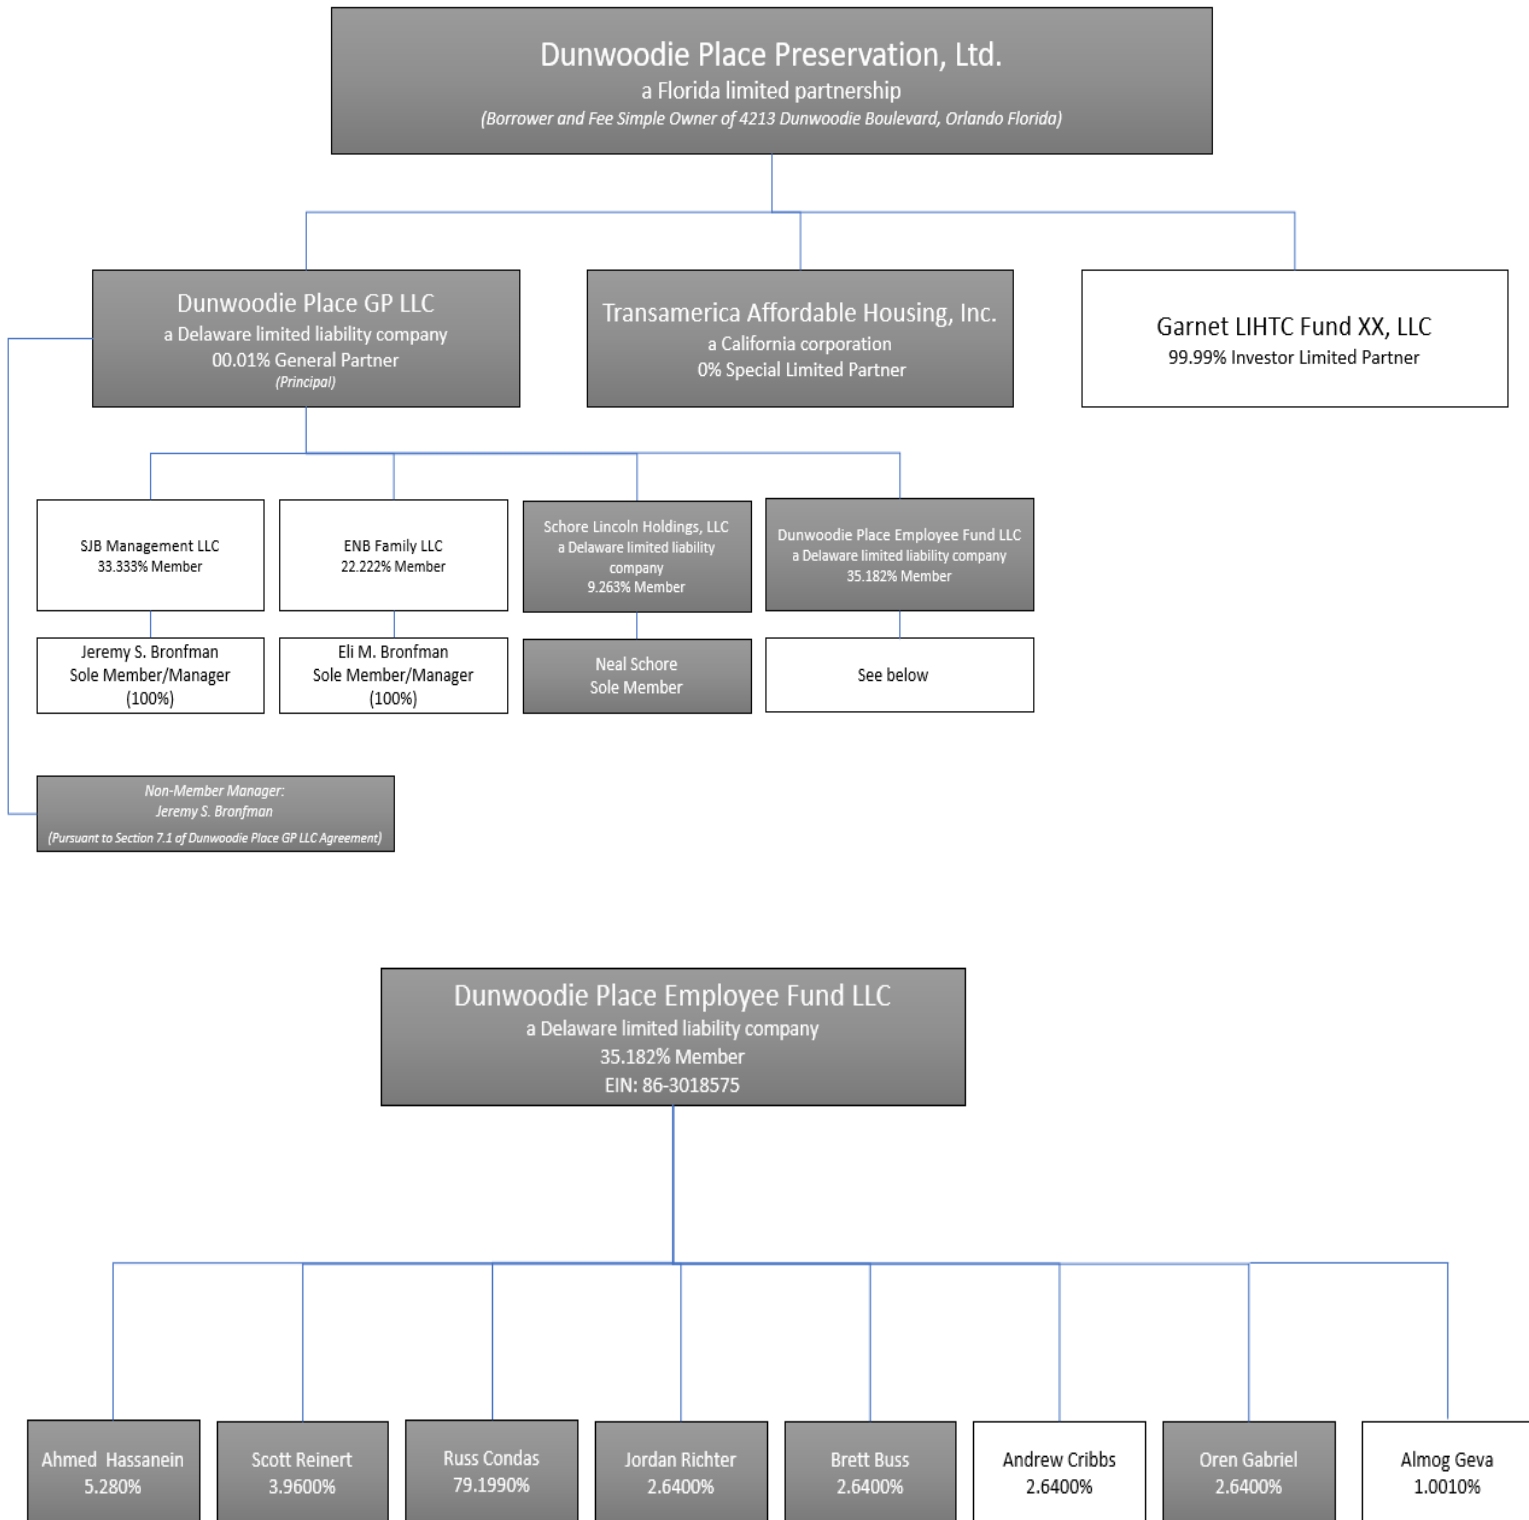 Dunwoodie Place Preservation, Ltd.
a Florida limited partnership
(Borrower and Fee Simple Owner of 4213 Dunwoodie Boulevard, Orlando Florida)
Dunwoodie Place GP LLC
a Delaware limited liability company
00.01% General Partner
(Principal)
Transamerica Affordable Housing, Inc.
a California corporation
0% Special Limited Partner
Garnet LIHTC Fund XX, LLC
99.99% Investor Limited Partner
SJB Management LLC
33.333% Member
ENB Family LLC
22.222% Member
Schore Lincoln Holdings, LLC
a Delaware limited liability
company
9.263% Member
Dunwoodie Place Employee Fund LLC
a Delaware limited liability company
35.182% Member
Jeremy S. Bronfman
Sole Member/Manager
(100%)
Eli M. Bronfman
Sole Member/Manager
(100%)
Neal Schore
Sole Member
See below
Non-Member Manager:
Jeremy S. Bronfman
(Pursuant to Section 7.1 of Dunwoodie Place GP LLC Agreement)
Dunwoodie Place Employee Fund LLC
a Delaware limited liability company
35.182% Member
EIN: 86-3018575
Ahmed Hassanein
5.280%
Scott Reinert
3.9600%
Russ Condas
79.1990%
Jordan Richter
2.6400%
Brett Buss
2.6400%
Andrew Cribbs
2.6400%
Oren Gabriel
2.6400%
Almog Geva
1.0010%